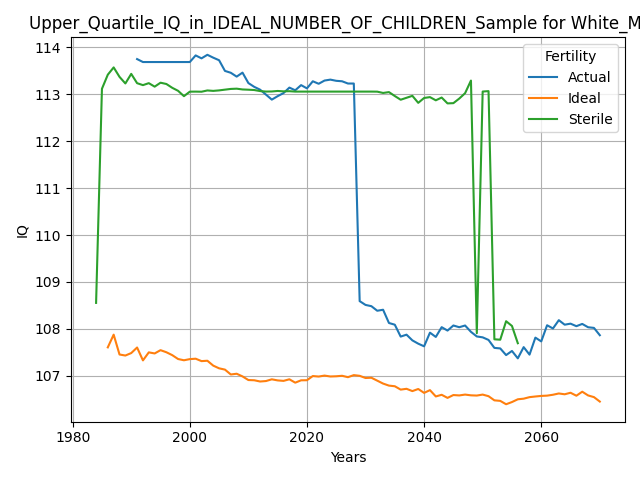 Upper_Quartile_IQ_in_IDEAL_NUMBER_OF_CHILDREN_Sample for White_M
114
113
112
111
110
109
108
107
IQ
Fertility
Actual
Ideal
Sterile
1980
2000
2020
2040
2060
Years